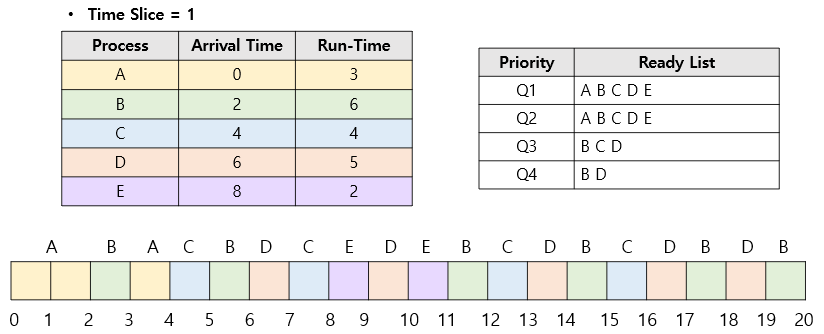 • Time Slice = 1
Process Arrival Time Run-Time
A 0 3
B 2 6
C 4 4
D 6 5
E 8 2
Priority Ready List
Q1 A B C D E
Q2 A B C D E
Q3 B C D
Q4 B D
A B A C B D C E D E B C D B C D B D B
0 1 2 3 4 5 6 7 8 9 10 11 12 13 14 15 16 17 18 19 20